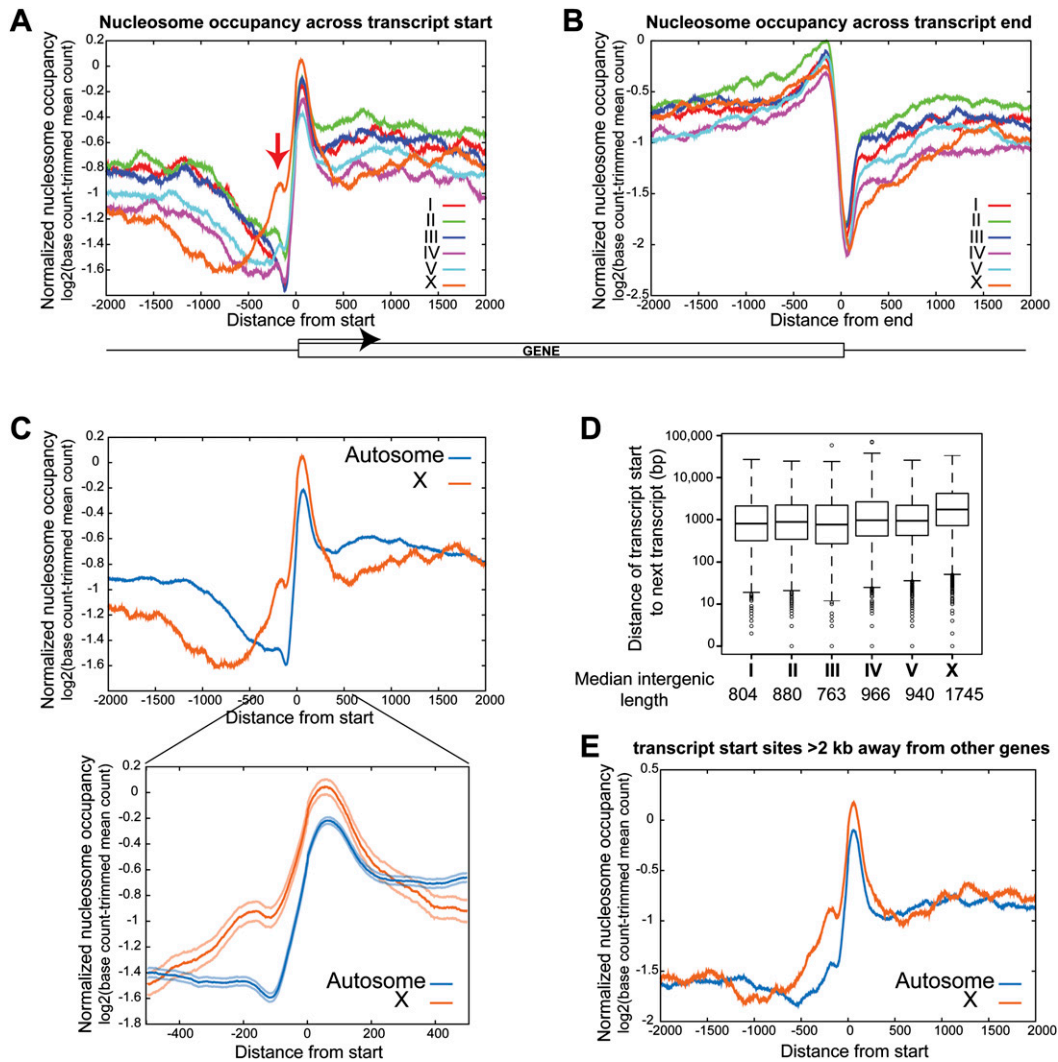 A
Nucleosome occupancy across transcript start
Normalized nucleosome occupancy
log2(base count-trimmed mean count)
0.2
0
-0.2
-0.4
-0.6
-0.8
-1
-1.2
-1.4
-1.6
-2000 -1500 -1000 -500 0 500 1000 1500 2000
Distance from start
I
II
III
IV
V
X
B
Nucleosome occupancy across transcript end
Normalized nucleosome occupancy
log2(base count-trimmed mean count)
0
-0.5
-1
-1.5
-2
-2.5
-2000 -1500 -1000 -500 0 500 1000 1500 2000
Distance from end
I
II
III
IV
V
X
GENE
C
Normalized nucleosome occupancy
log2(base count-trimmed mean count)
0.2
0
-0.2
-0.4
-0.6
-0.8
-1
-1.2
-1.4
-1.6
-2000 -1500 -1000 -500 0 500 1000 1500 2000
Distance from start
Autosome
X
Normalized nucleosome occupancy
log2(base count-trimmed mean count)
0.2
0
-0.2
-0.4
-0.6
-0.8
-1
-1.2
-1.4
-1.6
-1.8
-400 -200 0 200 400
Distance from start
Autosome
X
D
Distance of transcript start
to next transcript (bp)
100,000
10,000
1000
100
10
0
I II III IV V X
Median intergenic
length
804 880 763 966 940 1745
E
transcript start sites >2 kb away from other genes
Normalized nucleosome occupancy
log2(base count-trimmed mean count)
0.5
0
-0.5
-1
-1.5
-2
-2000 -1500 -1000 -500 0 500 1000 1500 2000
Distance from start
Autosome
X